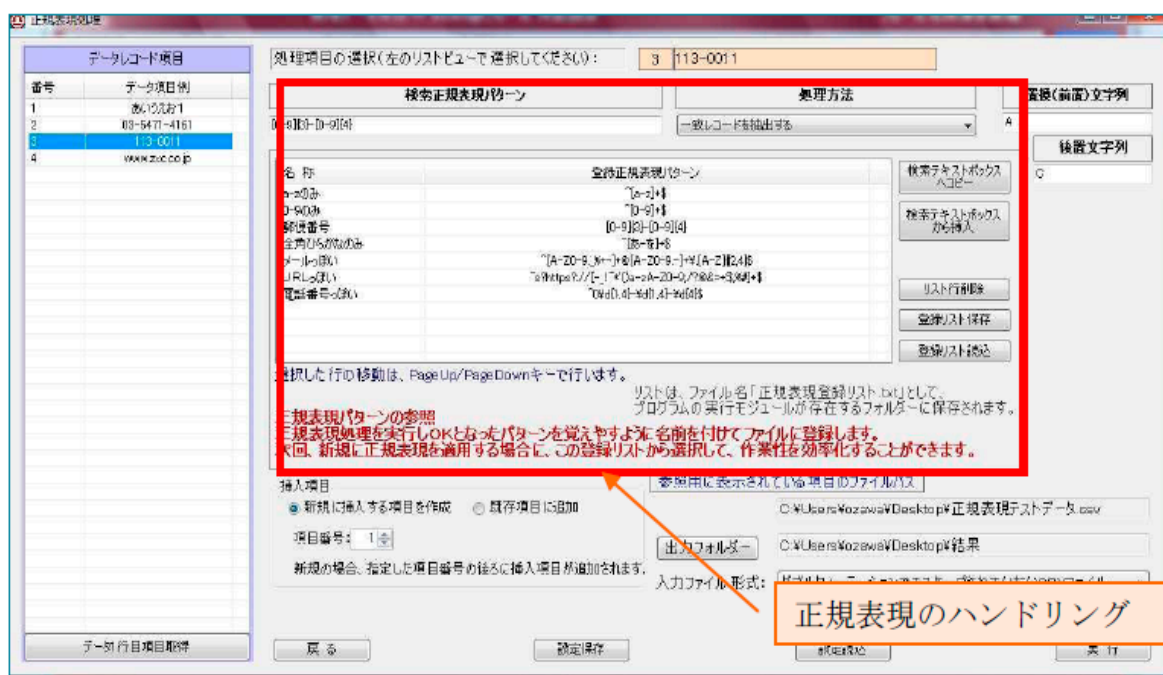 正規表現処理
データレコード項目
番号 データ項目例
1 あいうえお1
2 03-5471-4161
3 113-0011
4 www.zxc.co.jp
データ1行目項目取得
処理項目の選択(左のリストビューで選択してください):
3 113-0011
検索正規表現パターン
処理方法
置換(前置)文字列
[0-9]{3}-[0-9]{4}
一致レコードを抽出する
A
後置文字列
C
名 称 登録正規表現パターン
a-zのみ ^[a-z]+$
0-9のみ ^[0-9]+$
郵便番号 [0-9]{3}-[0-9]{4}
全角ひらがなのみ ^[あ-を]+$
メールっぽい
URLっぽい
電話番号っぽい
検索テキストボックス
へコピー
検索テキストボックス
から挿入
リスト行削除
登録リスト保存
登録リスト読込
選択した行の移動は、PageUp/PageDownキーで行います。
リストは、ファイル名「正規表現登録リスト.txt」として、
プログラムの実行モジュールが存在するフォルダーに保存されます。
正規表現パターンの参照
正規表現処理を実行しOKとなったパターンを覚えやすように名前を付けてファイルに登録します。
次回、新規に正規表現を適用する場合に、この登録リストから選択して、作業性を効率化することができます。
挿入項目
新規に挿入する項目を作成 既存項目に追加
項目番号: 1
新規の場合、指定した項目番号の後ろに挿入項目が追加されます。
参照用に表示されている項目のファイルパス
C:¥Users¥ozawa¥Desktop¥正規表現テストデータ.csv
出力フォルダー
C:¥Users¥ozawa¥Desktop¥結果
入力ファイル形式:
正規表現のハンドリング
戻 る
設定保存
設定読込
実 行